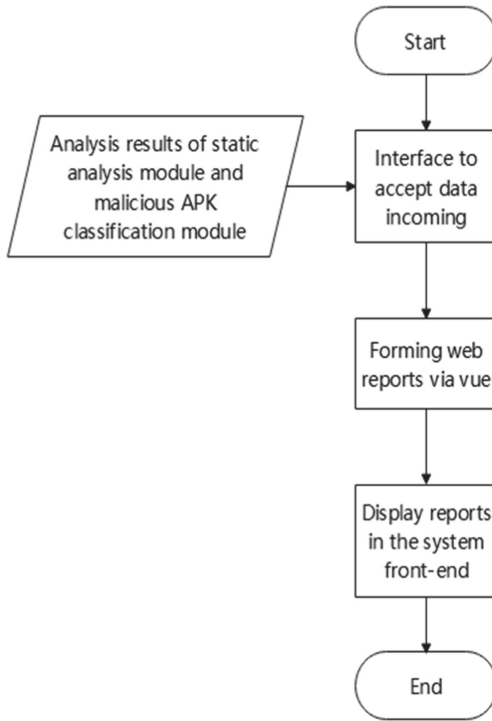 Start
Analysis results of static
analysis module and
malicious APK
classification module
Interface to
accept data
incoming
Forming web
reports via vue
Display reports
in the system
front-end
End